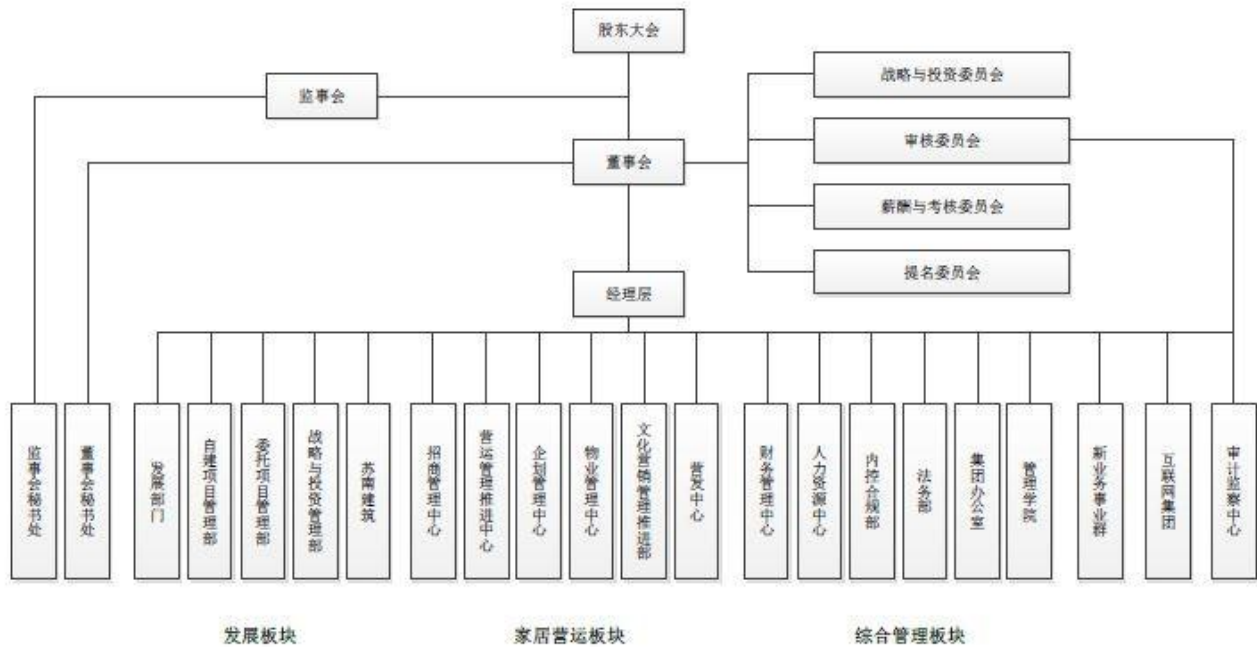 股东大会
监事会
战略与投资委员会
审核委员会
董事会
薪酬与考核委员会
提名委员会
经理层
监事会秘书处
董事会秘书处
发展部门
自建项目管理部
委托项目管理部
战略与投资管理部
苏南建筑
招商管理中心
营运管理推进中心
企划管理中心
物业管理中心
文化营销管理推进部
营发中心
财务管理中心
人力资源中心
内控合规部
法务部
集团办公室
管理学院
新业务事业群
互联网集团
审计监察中心
发展板块
家居营运板块
综合管理板块